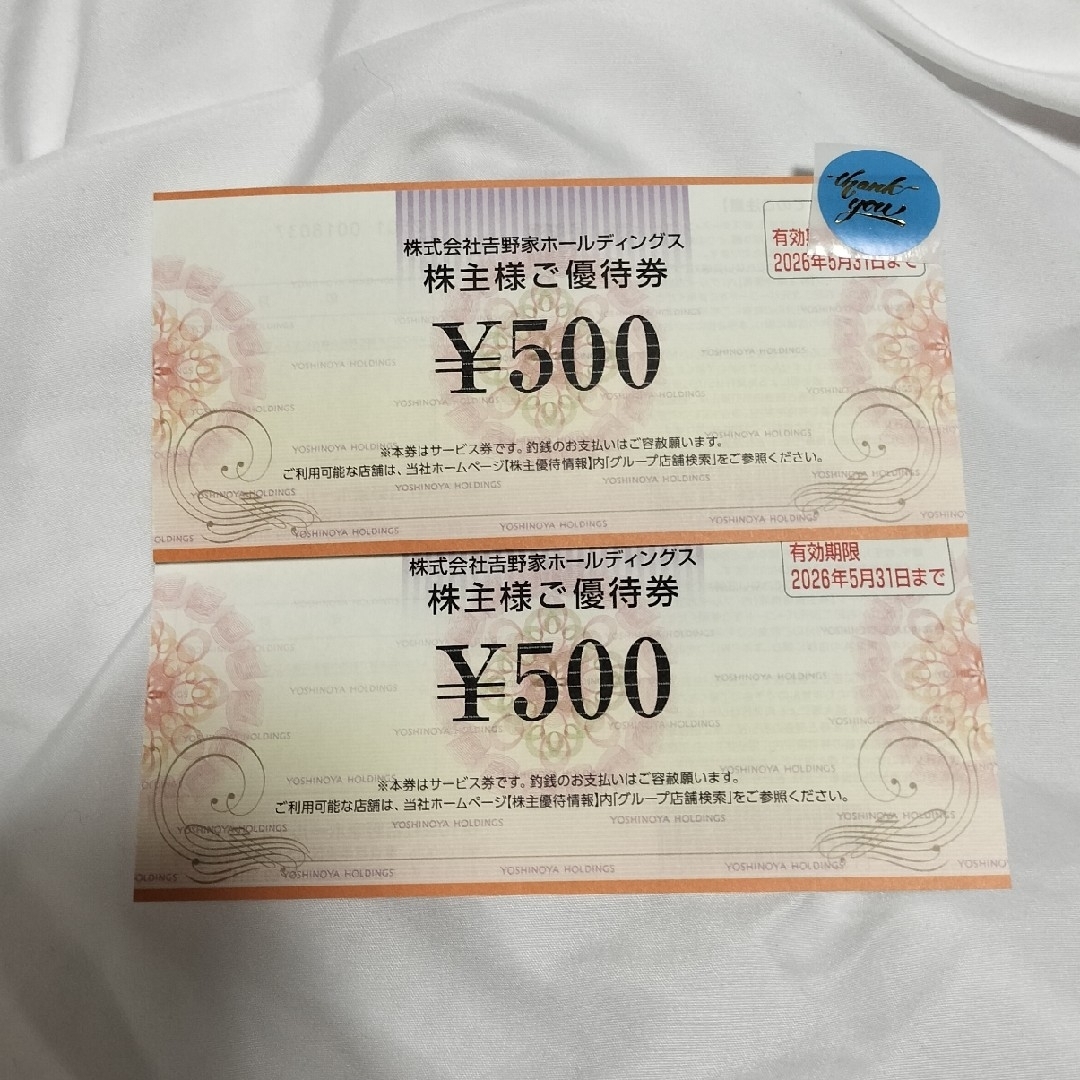 thank
you
株式会社𠮷野家ホールディングス
株主様ご優待券
¥500
2026年5月31日まで
※本券はサービス券です。釣銭のお支払いはご容赦願います。
ご利用可能な店舗は、当社ホームページ【株主優待情報】内「グループ店舗検索」をご参照ください。
YOSHINOYA HOLDINGS
株式会社𠮷野家ホールディングス
株主様ご優待券
有効期限
2026年5月31日まで
¥500
※本券はサービス券です。釣銭のお支払いはご容赦願います。
ご利用可能な店舗は、当社ホームページ【株主優待情報】内「グループ店舗検索」をご参照ください。
YOSHINOYA HOLDINGS